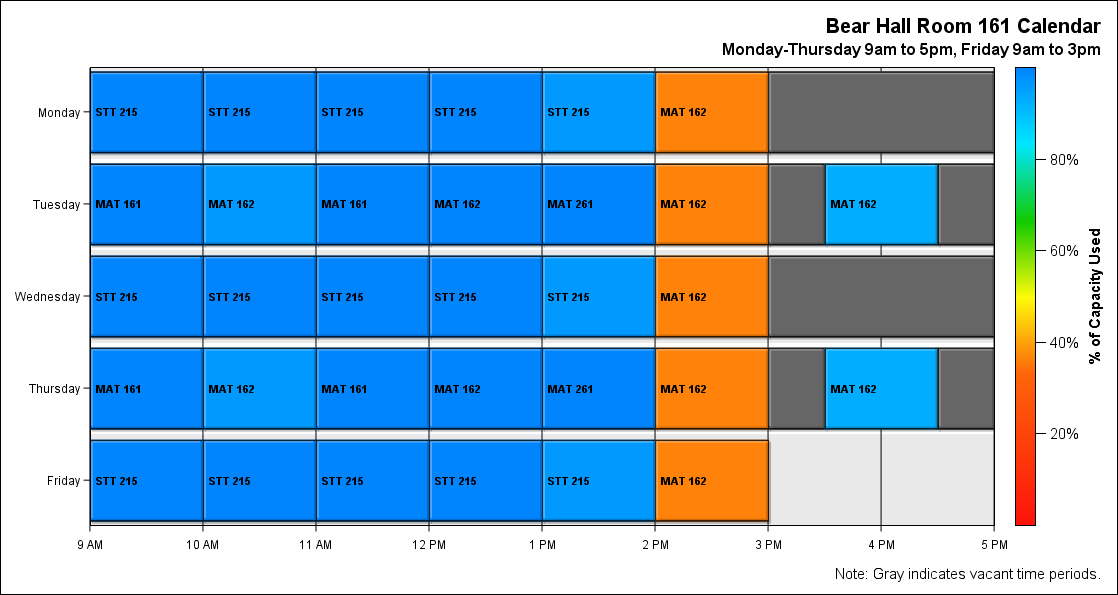 Bear Hall Room 161 Calendar
Monday-Thursday 9am to 5pm, Friday 9am to 3pm
Monday STT 215 STT 215 STT 215 STT 215 STT 215 MAT 162
Tuesday MAT 161 MAT 162 MAT 161 MAT 162 MAT 261 MAT 162 MAT 162
Wednesday STT 215 STT 215 STT 215 STT 215 STT 215 MAT 162
Thursday MAT 161 MAT 162 MAT 161 MAT 162 MAT 261 MAT 162 MAT 162
Friday STT 215 STT 215 STT 215 STT 215 STT 215 MAT 162
9 AM 10 AM 11 AM 12 PM 1 PM 2 PM 3 PM 4 PM 5 PM
80%
60%
40%
20%
% of Capacity Used
Note: Gray indicates vacant time periods.